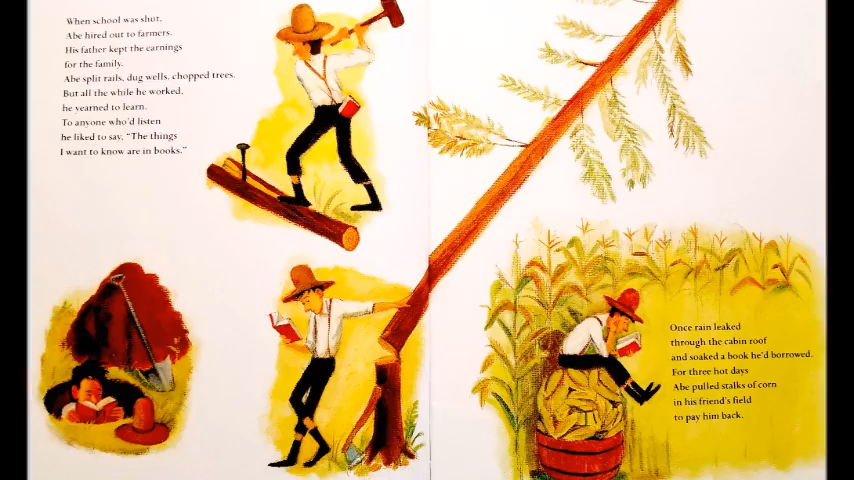 When school was shut,
Abe hired out to farmers.
His father kept the earnings
for the family.
Abe split rails, dug wells, chopped trees.
But all the while he worked,
he yearned to learn.
To anyone who'd listen
he liked to say, "The things
I want to know are in books."
Once rain leaked
through the cabin roof
and soaked a book he'd borrowed.
For three hot days
Abe pulled stalks of corn
in his friend's field
to pay him back.